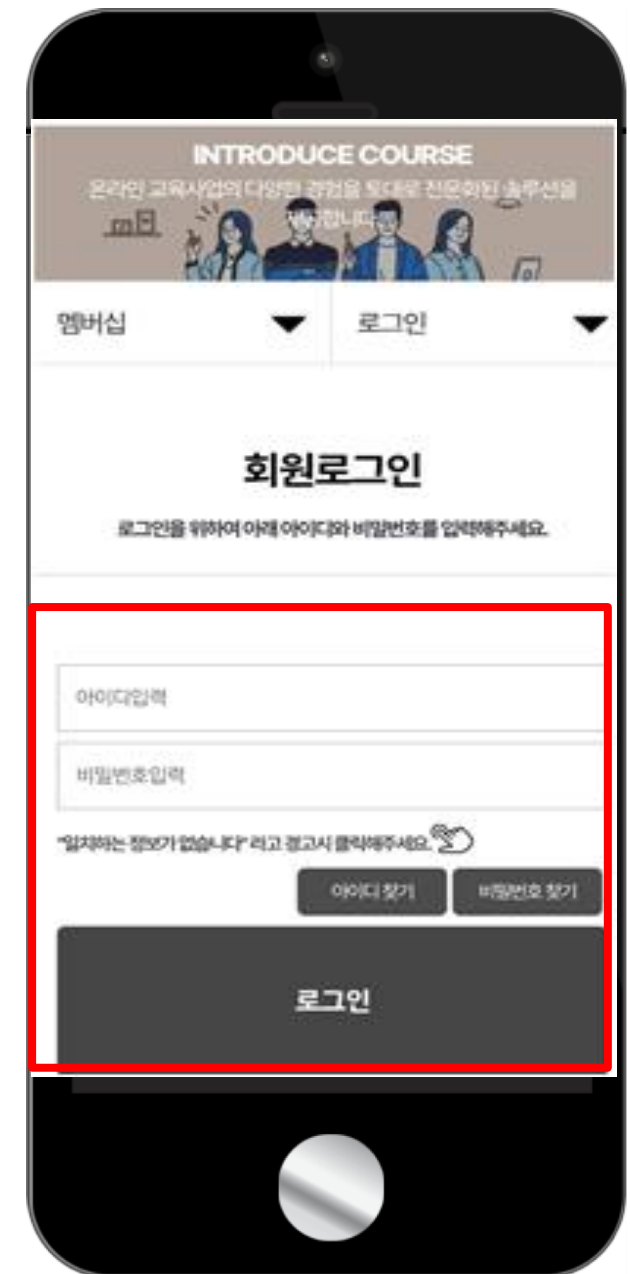 INTRODUCE COURSE
온라인 교육사업의 다양한 경험을 토대로 전문화된 솔루션을
제공합니다
멤버십
로그인
회원로그인
로그인을 위하여 아래 아이디와 비밀번호를 입력해주세요.
아이디입력
비밀번호입력
"일치하는 정보가 없습니다" 라고 경고시 클릭해주세요.
아이디 찾기
비밀번호 찾기
로그인